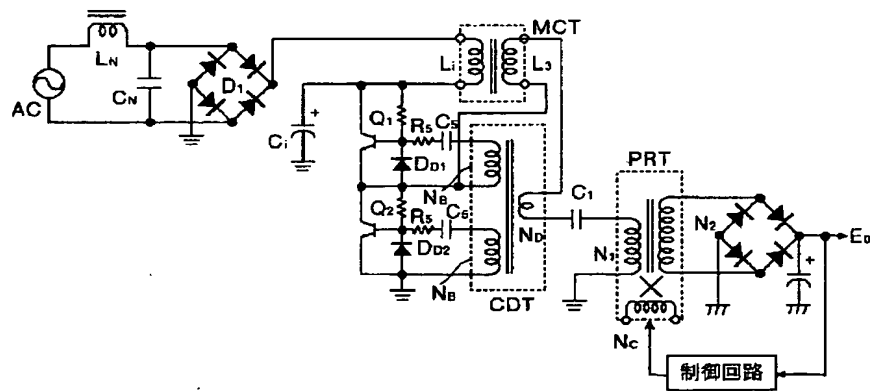 MCT
LN
Li
L3
AC
CN
D1
Ci
+
Q1
R5
C5
DD1
NB
Q2
R5
C6
DD2
NB
CDT
ND
C1
PRT
N1
N2
+
E0
NC
制御回路